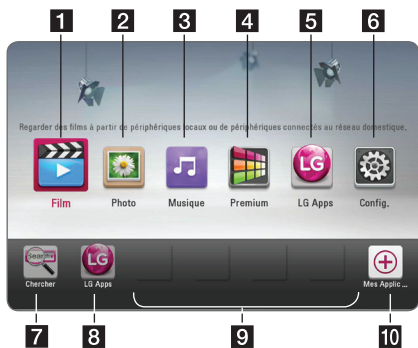 1 2 3 4 5 6
Regarder des films à partir de périphériques locaux ou de périphériques connectés au réseau domestique.
LG
Film Photo Musique Premium LG Apps Config.
Search LG
Chercher LG Apps Mes Applic ...
7 8 9 10